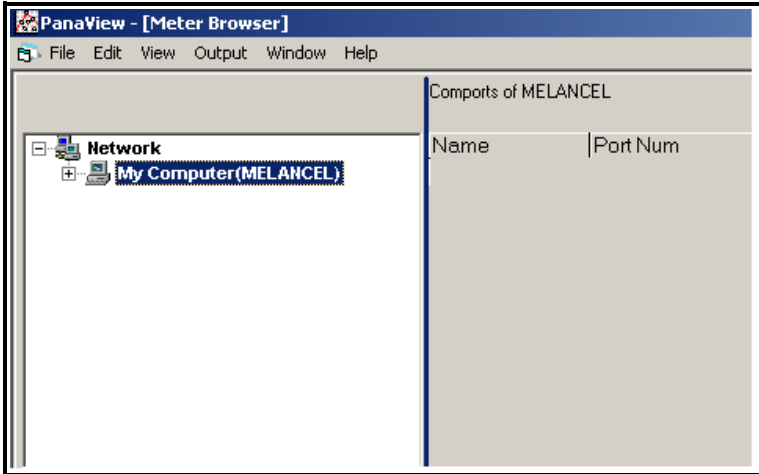 PanaView - [Meter Browser]
File Edit View Output Window Help
Comports of MELANCEL
Name Port Num
Network
My Computer(MELANCEL)